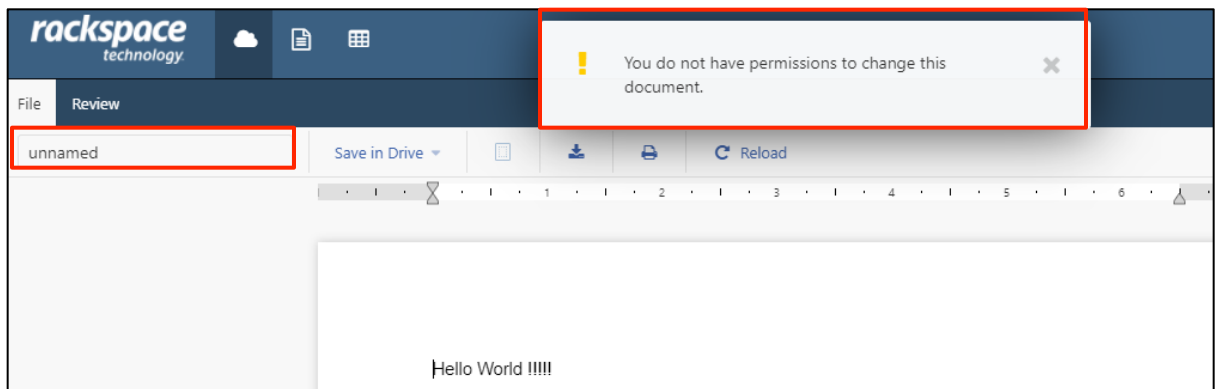 rackspace
technology.
You do not have permissions to change this
document.
File Review
unnamed
Save in Drive Reload
1 2 3 4 5 6
Hello World !!!!!